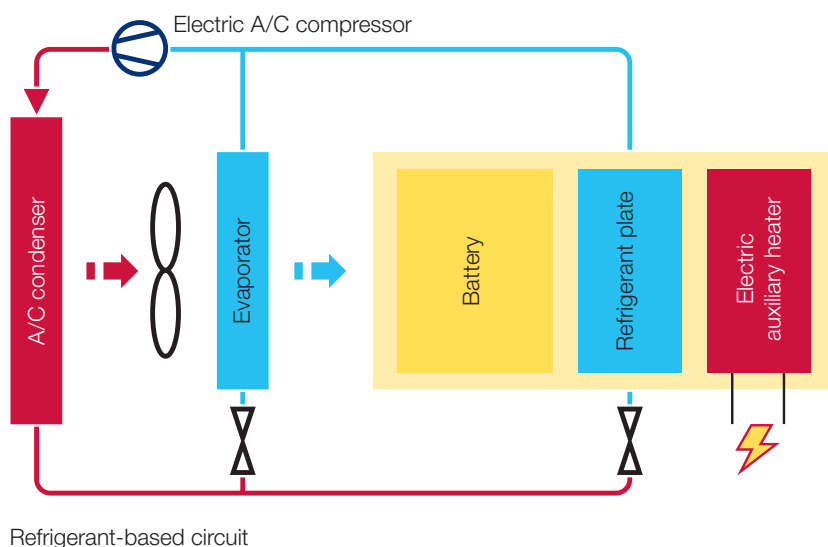 Electric A/C compressor
A/C condenser
Evaporator
Battery
Refrigerant plate
Electric
auxiliary heater
Refrigerant-based circuit